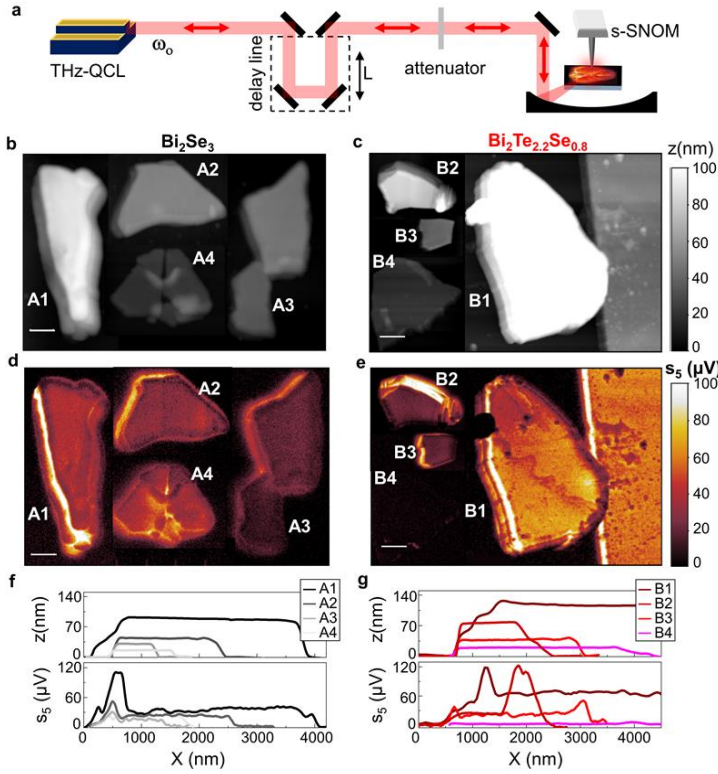 a
THz-QCL
ωo
delay line
L
attenuator
s-SNOM
b
Bi2Se3
A1
A2
A4
A3
c
Bi2Te2.2Se0.8
B2
B3
B4
B1
z(nm)
100
80
60
40
20
0
d
A1
A2
A4
A3
e
B2
B3
B4
B1
s5 (µV)
100
80
60
40
20
0
f
140
70
0
z(nm)
A1
A2
A3
A4
120
60
0
s5 (µV)
0 1000 2000 3000 4000
X (nm)
g
140
70
0
z(nm)
B1
B2
B3
B4
120
60
0
s5 (µV)
0 1000 2000 3000 4000
X (nm)